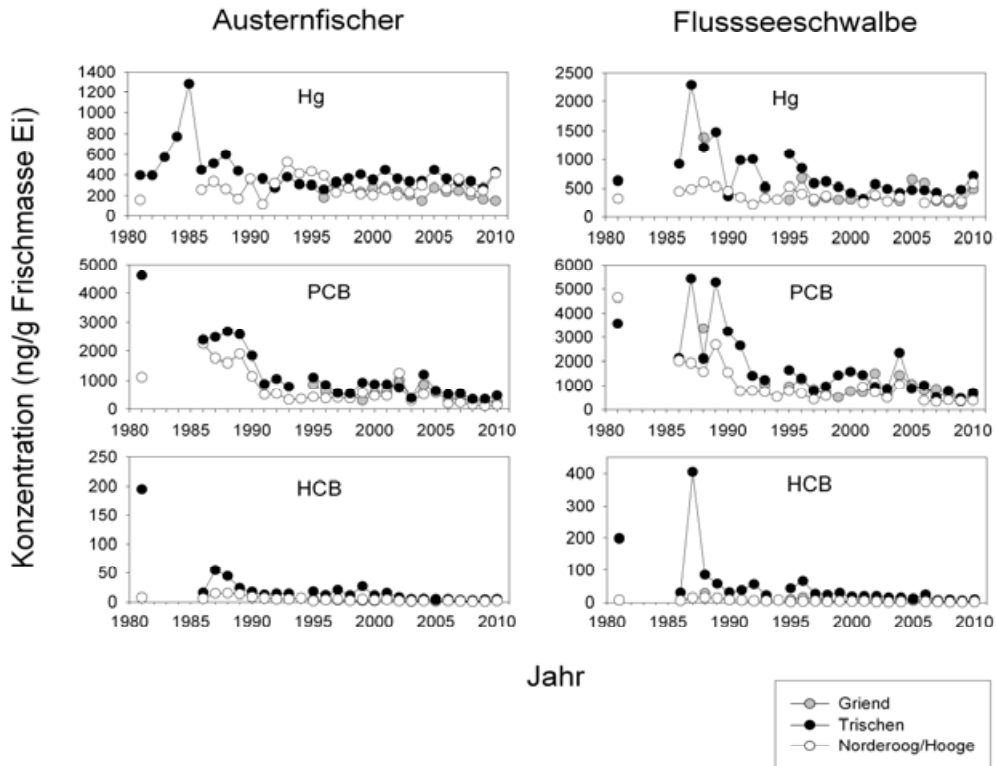 Austernfischer
Flussseeschwalbe
Konzentration (ng/g Frischmasse Ei)
Hg
1400
1200
1000
800
600
400
200
0
1980 1985 1990 1995 2000 2005 2010
Hg
2500
2000
1500
1000
500
0
1980 1985 1990 1995 2000 2005 2010
PCB
5000
4000
3000
2000
1000
0
1980 1985 1990 1995 2000 2005 2010
PCB
6000
5000
4000
3000
2000
1000
0
1980 1985 1990 1995 2000 2005 2010
HCB
250
200
150
100
50
0
1980 1985 1990 1995 2000 2005 2010
HCB
400
300
200
100
0
1980 1985 1990 1995 2000 2005 2010
Jahr
Griend
Trischen
Norderoog/Hooge